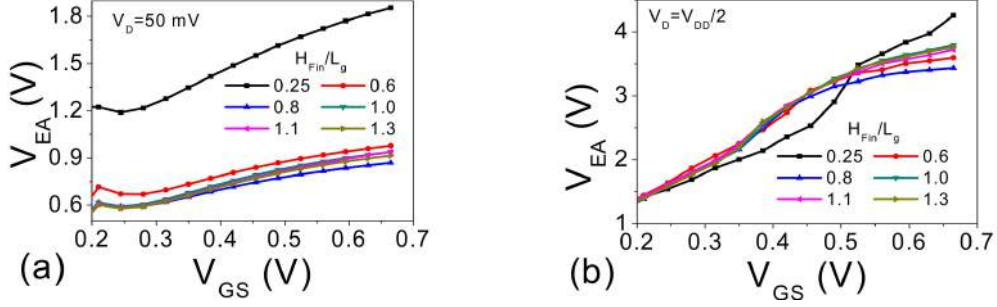 V_D=50 mV
H_Fin/L_g
0.25
0.6
0.8
1.0
1.1
1.3
V_EA (V)
1.8
1.5
1.2
0.9
0.6
0.2 0.3 0.4 0.5 0.6 0.7
V_GS (V)
(a)
V_D=V_DD/2
H_Fin/L_g
0.25
0.6
0.8
1.0
1.1
1.3
V_EA (V)
4
3
2
1
0.2 0.3 0.4 0.5 0.6 0.7
V_GS (V)
(b)